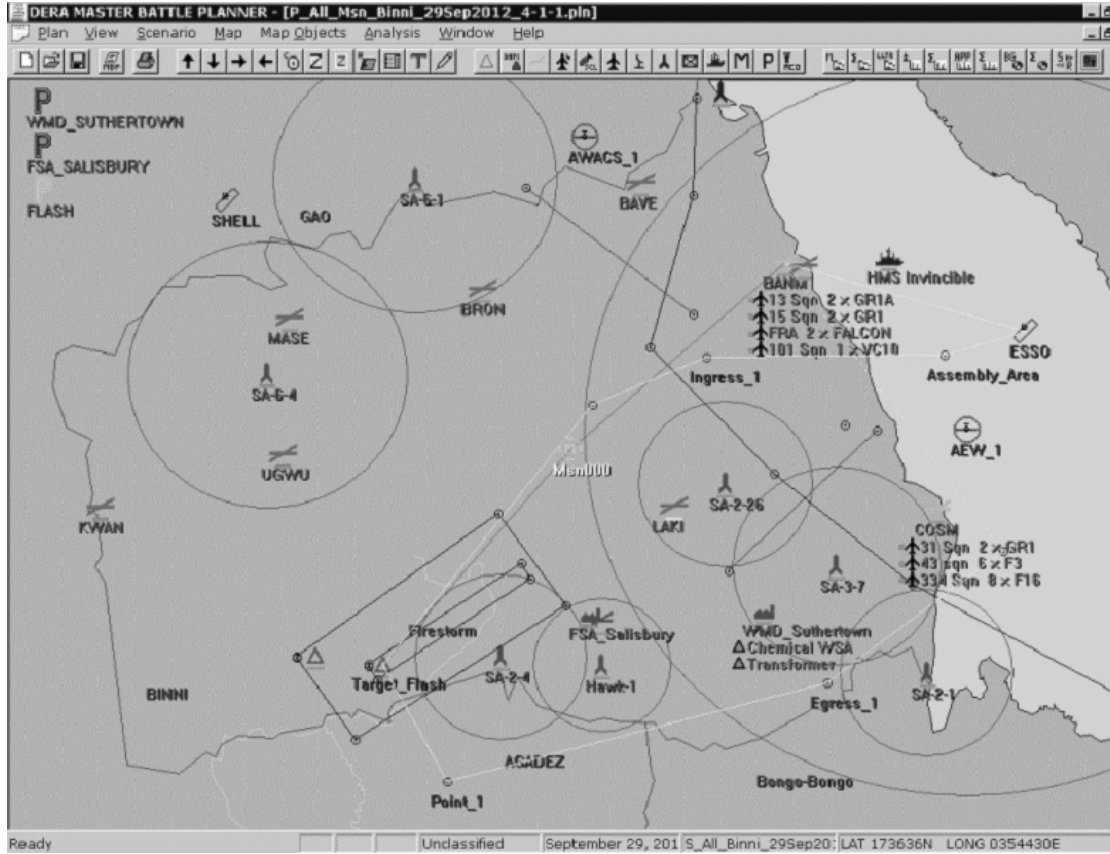 DERA MASTER BATTLE PLANNER - [P_All_Msn_Binni_29Sep2012_4-1-1.pln]
Plan View Scenario Map Map Objects Analysis Window Help
P
WMD_SUTHERTOWN
P
FSA_SALISBURY
P
FLASH
SHELL
GAO
SA-6-1
AWACS_1
BAVE
BRON
MASE
SA-6-4
UGWU
KWAN
BANM
13 Sqn 2 x GR1A
15 Sqn 2 x GR1
FRA 2 x FALCON
101 Sqn 1 x VC10
HMS Invincible
ESSO
Ingress_1
Assembly_Area
AEW_1
Msn000
SA-2-26
LAKI
COSM
31 Sqn 2 x GR1
43 sqn 6 x F3
334 Sqn 8 x F16
SA-3-7
Firestorm
FSA_Salisbury
WMD_Suthertown
Chemical WSA
Transformer
Target_Flash
SA-2-4
Hawk-1
BINNI
Egress_1
SA-2-1
AGADEZ
Point_1
Bongo-Bongo
Ready Unclassified September 29, 201 S_All_Binni_29Sep20 LAT 173636N LONG 0354430E